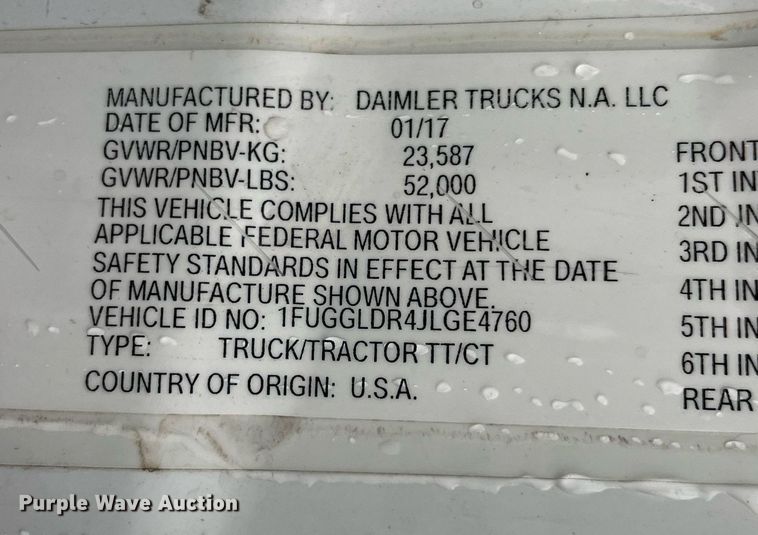 MANUFACTURED BY: DAIMLER TRUCKS N.A. LLC
DATE OF MFR: 01/17
GVWR/PNBV-KG: 23,587
GVWR/PNBV-LBS: 52,000
THIS VEHICLE COMPLIES WITH ALL
APPLICABLE FEDERAL MOTOR VEHICLE
SAFETY STANDARDS IN EFFECT AT THE DATE
OF MANUFACTURE SHOWN ABOVE.
VEHICLE ID NO: 1FUGGLDR4JLGE4760
TYPE: TRUCK/TRACTOR TT/CT
COUNTRY OF ORIGIN: U.S.A.
FRONT
1ST IN
2ND IN
3RD IN
4TH IN
5TH IN
6TH IN
REAR
Purple Wave Auction